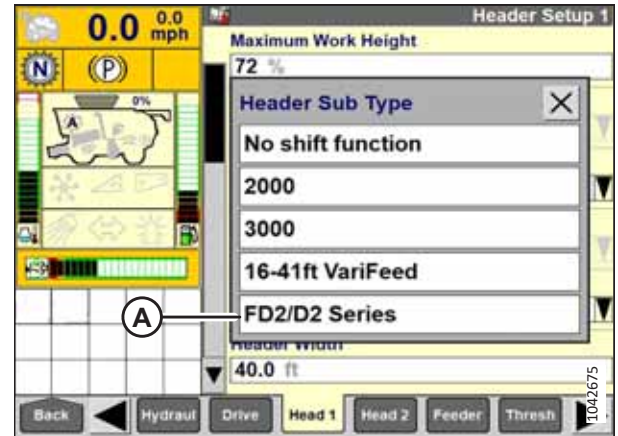 0.0 0.0 mph
Header Setup 1
Maximum Work Height
72 %
N (P)
Header Sub Type X
0%
A
No shift function
2000
3000
16-41ft VariFeed
FD2/D2 Series
A
Header Width
40.0 ft
1042675
Back Hydraul Drive Head 1 Head 2 Feeder Thresh